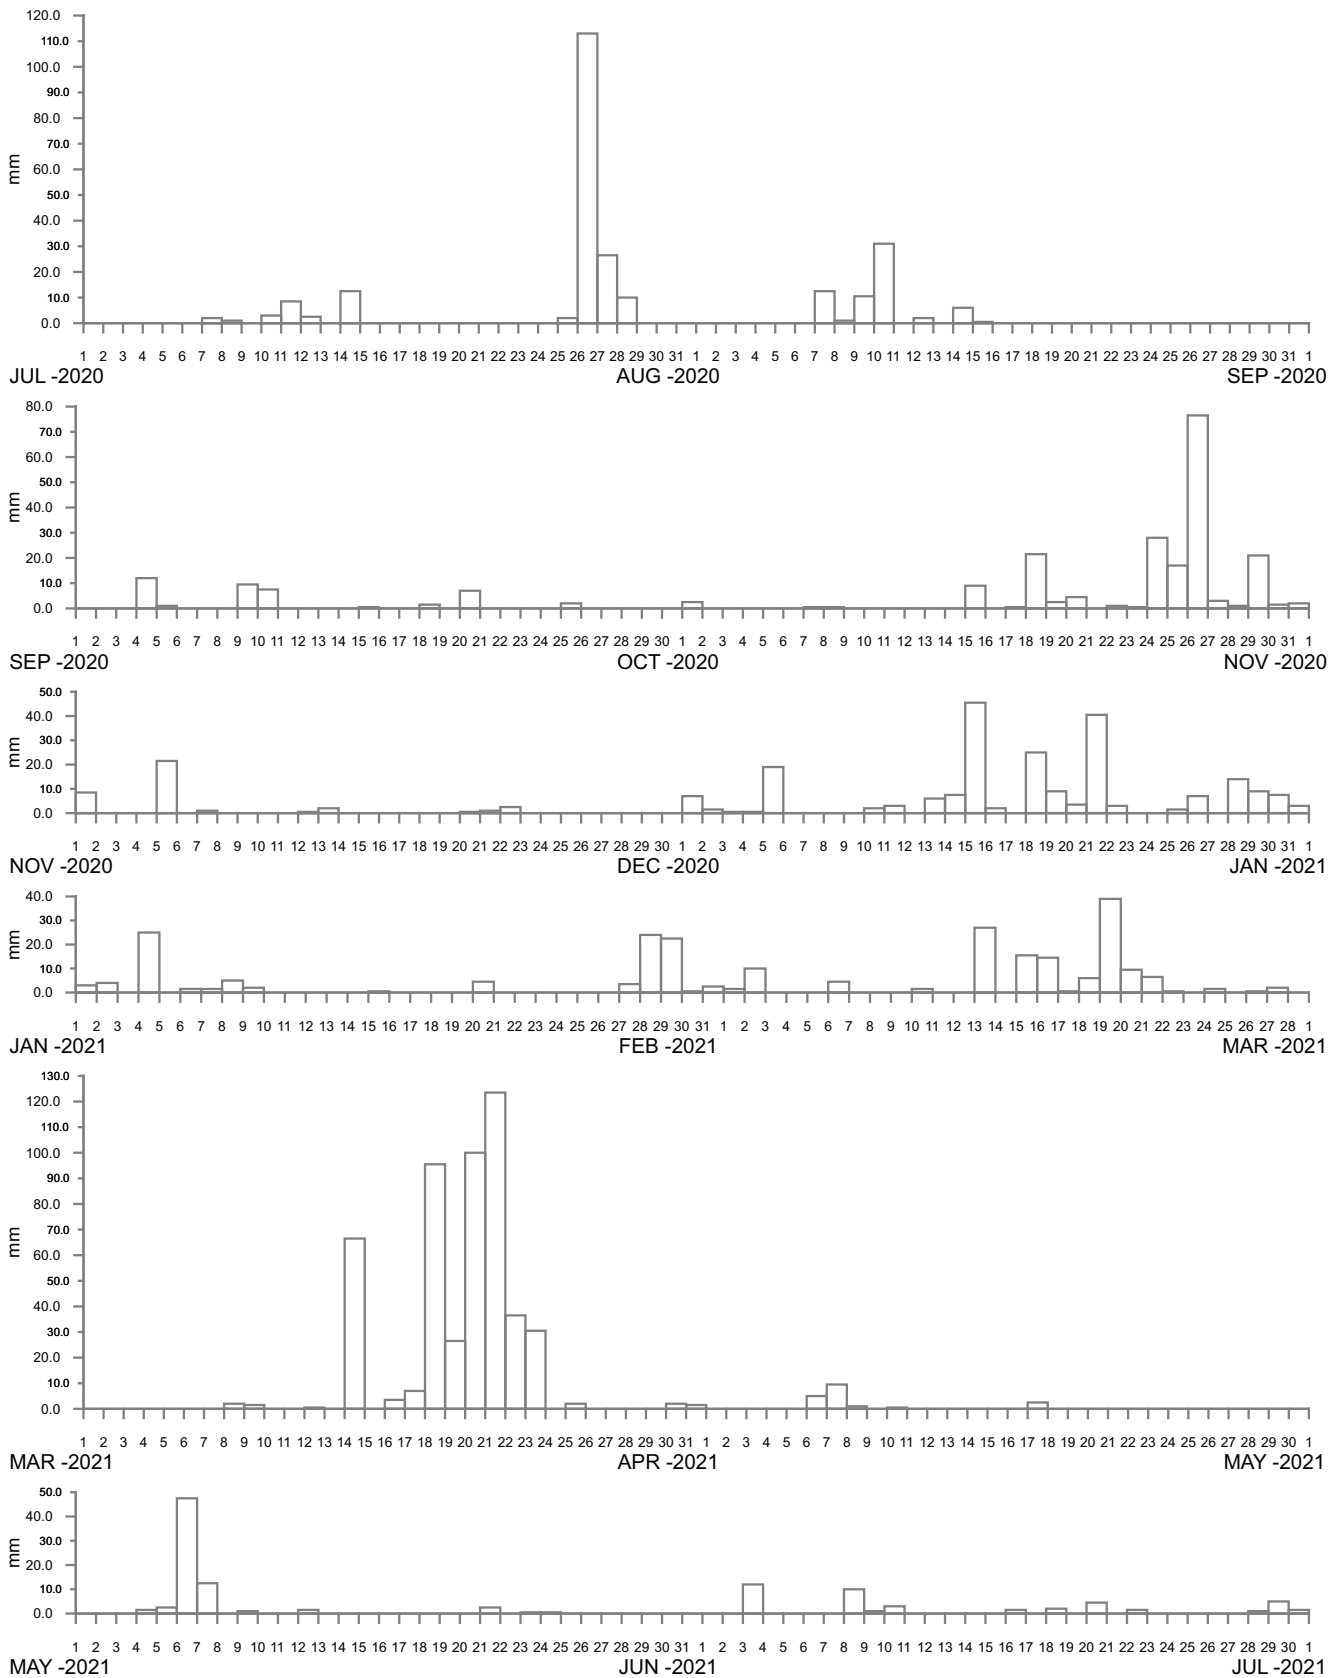 120.0
110.0
100.0
90.0
80.0
70.0
60.0
50.0
40.0
30.0
20.0
10.0
0.0
mm
1 2 3 4 5 6 7 8 9 10 11 12 13 14 15 16 17 18 19 20 21 22 23 24 25 26 27 28 29 30 31 1 2 3 4 5 6 7 8 9 10 11 12 13 14 15 16 17 18 19 20 21 22 23 24 25 26 27 28 29 30 31 1
JUL -2020 AUG -2020 SEP -2020
80.0
70.0
60.0
50.0
40.0
30.0
20.0
10.0
0.0
mm
1 2 3 4 5 6 7 8 9 10 11 12 13 14 15 16 17 18 19 20 21 22 23 24 25 26 27 28 29 30 1 2 3 4 5 6 7 8 9 10 11 12 13 14 15 16 17 18 19 20 21 22 23 24 25 26 27 28 29 30 31 1
SEP -2020 OCT -2020 NOV -2020
50.0
40.0
30.0
20.0
10.0
0.0
mm
1 2 3 4 5 6 7 8 9 10 11 12 13 14 15 16 17 18 19 20 21 22 23 24 25 26 27 28 29 30 1 2 3 4 5 6 7 8 9 10 11 12 13 14 15 16 17 18 19 20 21 22 23 24 25 26 27 28 29 30 31 1
NOV -2020 DEC -2020 JAN -2021
40.0
30.0
20.0
10.0
0.0
mm
1 2 3 4 5 6 7 8 9 10 11 12 13 14 15 16 17 18 19 20 21 22 23 24 25 26 27 28 29 30 31 1 2 3 4 5 6 7 8 9 10 11 12 13 14 15 16 17 18 19 20 21 22 23 24 25 26 27 28 1
JAN -2021 FEB -2021 MAR -2021
130.0
120.0
110.0
100.0
90.0
80.0
70.0
60.0
50.0
40.0
30.0
20.0
10.0
0.0
mm
1 2 3 4 5 6 7 8 9 10 11 12 13 14 15 16 17 18 19 20 21 22 23 24 25 26 27 28 29 30 31 1 2 3 4 5 6 7 8 9 10 11 12 13 14 15 16 17 18 19 20 21 22 23 24 25 26 27 28 29 30 1
MAR -2021 APR -2021 MAY -2021
50.0
40.0
30.0
20.0
10.0
0.0
mm
1 2 3 4 5 6 7 8 9 10 11 12 13 14 15 16 17 18 19 20 21 22 23 24 25 26 27 28 29 30 31 1 2 3 4 5 6 7 8 9 10 11 12 13 14 15 16 17 18 19 20 21 22 23 24 25 26 27 28 29 30 1
MAY -2021 JUN -2021 JUL -2021